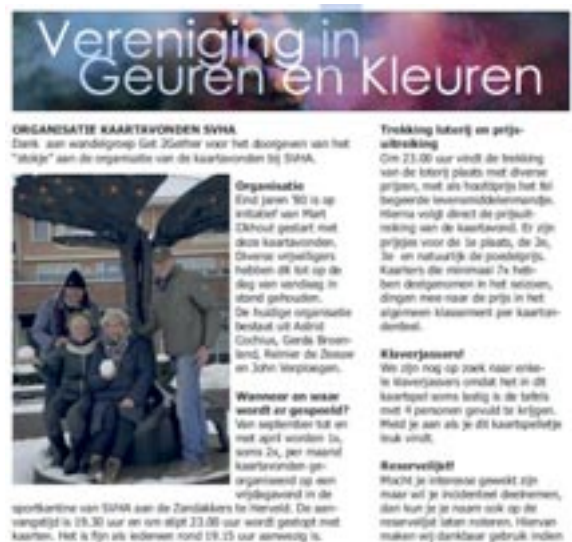 Vereniging in
Geuren en Kleuren
ORGANISATIE KAARTAVONDEN SVHA
Dank aan wandelgroep Get 2Gether voor het doorgeven van het
"stokje" aan de organisatie van de kaartavonden bij SVHA.
Organisatie
Eind jaren '80 is op
initiatief van Mart
Okhout gestart met
deze kaartavonden.
Diverse vrijwilligers
hebben dit tot op de
dag van vandaag in
stand gehouden.
De huidige organisatie
bestaat uit Astrid
Gochius, Gerda
Reinier de
en John Verploegen.
Wanneer en waar
wordt er gespeeld?
Van september tot en
met april worden 1x,
soms 2x, per maand
kaartavonden ge-
organiseerd op een
vrijdagavond in de
sportkantine van SVHA aan de Zandakkers te Herveld. De aan-
vangstijd is 19.30 uur en om stipt 23.00 uur wordt gestopt met
kaarten. Het is fijn als iedereen rond 19.15 uur aanwezig is.
Trekking loterij en prijs-
uitreiking
Om 23.00 uur vindt de trekking
van de loterij plaats met diverse
prijzen, met als hoofdprijs het fel
begeerde levensmiddelenmandje.
Hierna volgt direct de prijsuit-
reiking van de kaartavond. Er zijn
prijsjes voor de 1e plaats, de 2e,
3e en natuurlijk de poedelprijs.
Kaarters die minimaal 7x heb-
ben deelgenomen in het seizoen,
dingen mee naar de prijs in het
algemeen klassement per kaarton-
derdeel.
Klaverjassers!
We zijn nog op zoek naar enke-
le klaverjassers omdat het in dit
kaartspel soms lastig is de tafels
met 4 personen gevuld te krijgen.
Meld je aan als je dit kaartspelletje
leuk vindt.
Reservelijst!
Mocht je interesse gewekt zijn
maar wil je incidenteel deelnemen,
dan kun je je naam ook op de
reservelijst laten noteren. Hiervan
maken wij dankbaar gebruik indien